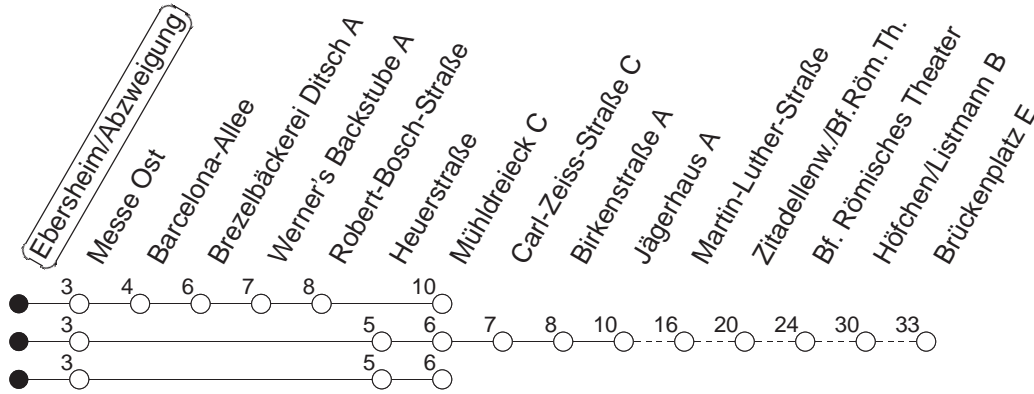 Ebersheim/Abzweigung
Messe Ost
Barcelona-Allee
Brezelbäckerei Ditsch A
Werner's Backstube A
Robert-Bosch-Straße
Heuerstraße
Mühldreieck C
Carl-Zeiss-Straße C
Birkenstraße A
Jägerhaus A
Martin-Luther-Straße
Zitadellenw./Bf.Röm.Th.
Bf. Römisches Theater
Höfchen/Listmann B
Brückenplatz E
3 4 6 7 8 10
3 5 6 7 8 10 16 20 24 30 33
3 5 6